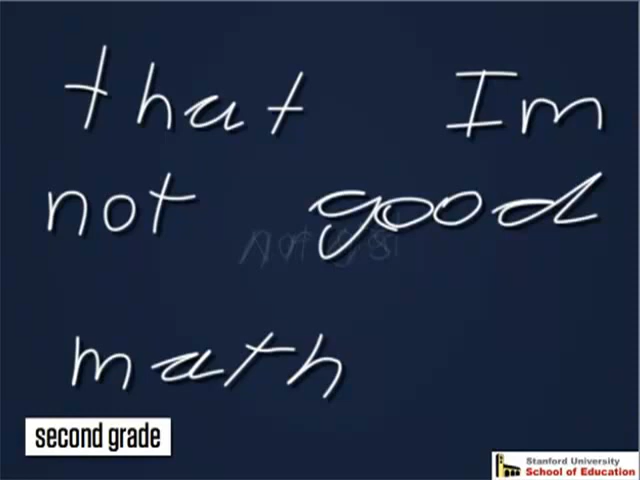 that Im
not good
math
second grade
Stanford University
School of Education